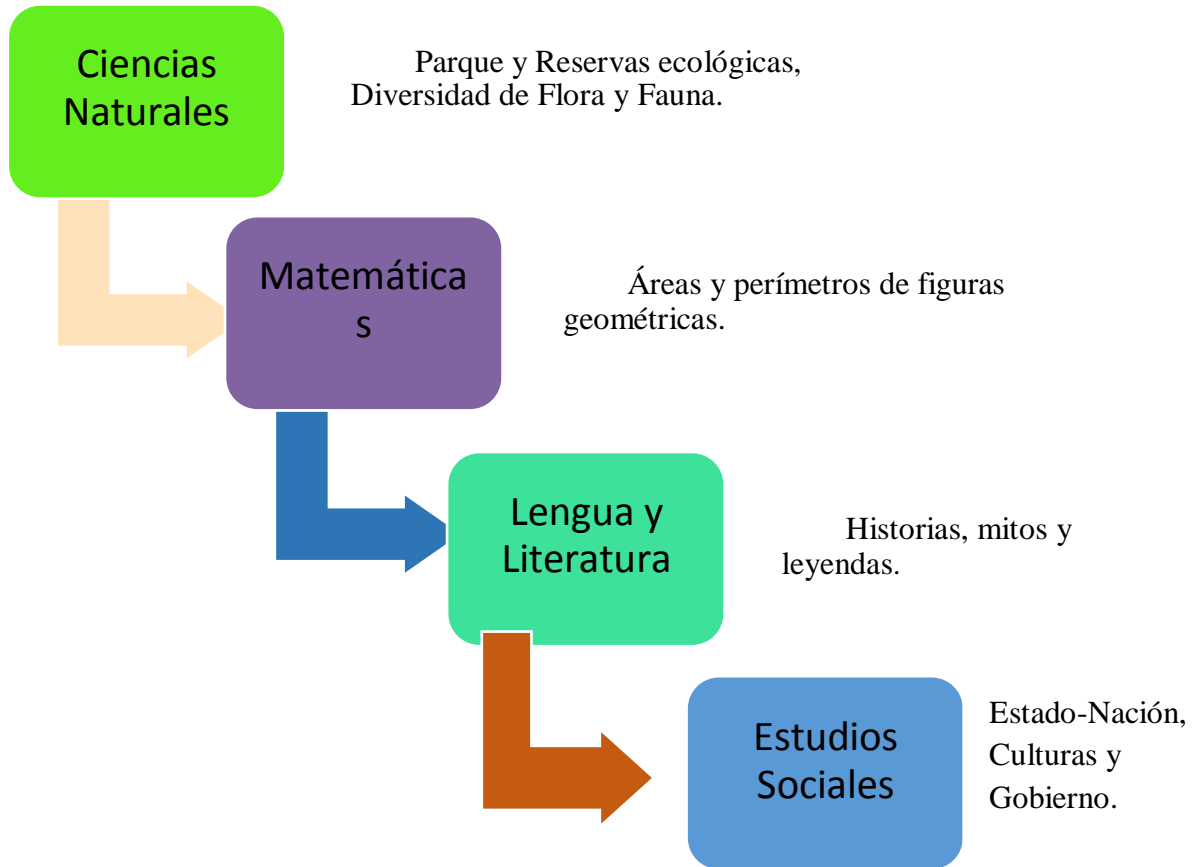 Ciencias
Naturales
Parque y Reservas ecológicas,
Diversidad de Flora y Fauna.
Matemática
s
Áreas y perímetros de figuras
geométricas.
Lengua y
Literatura
Historias, mitos y
leyendas.
Estudios
Sociales
Estado-Nación,
Culturas y
Gobierno.